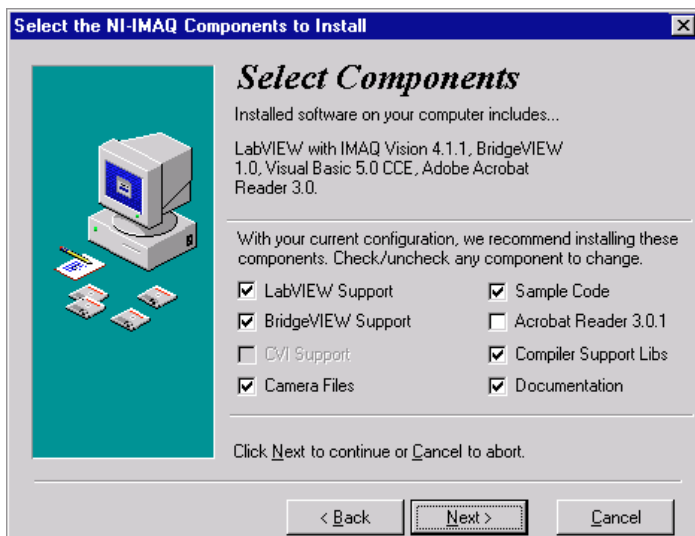 Select the NI-IMAQ Components to Install
Select Components
Installed software on your computer includes...
LabVIEW with IMAQ Vision 4.1.1, BridgeVIEW
1.0, Visual Basic 5.0 CCE, Adobe Acrobat
Reader 3.0.
With your current configuration, we recommend installing these
components. Check/uncheck any component to change.
LabVIEW Support
Sample Code
BridgeVIEW Support
Acrobat Reader 3.0.1
CVI Support
Compiler Support Libs
Camera Files
Documentation
Click Next to continue or Cancel to abort.
< Back
Next >
Cancel